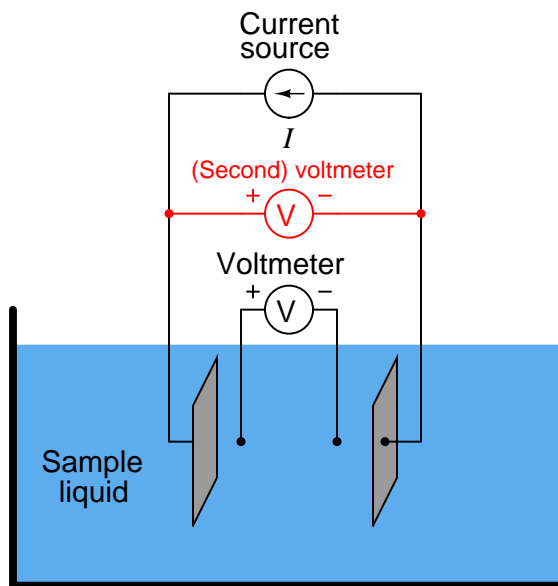 Current
source
I
(Second) voltmeter
+ −
V
Voltmeter
+ −
V
Sample
liquid